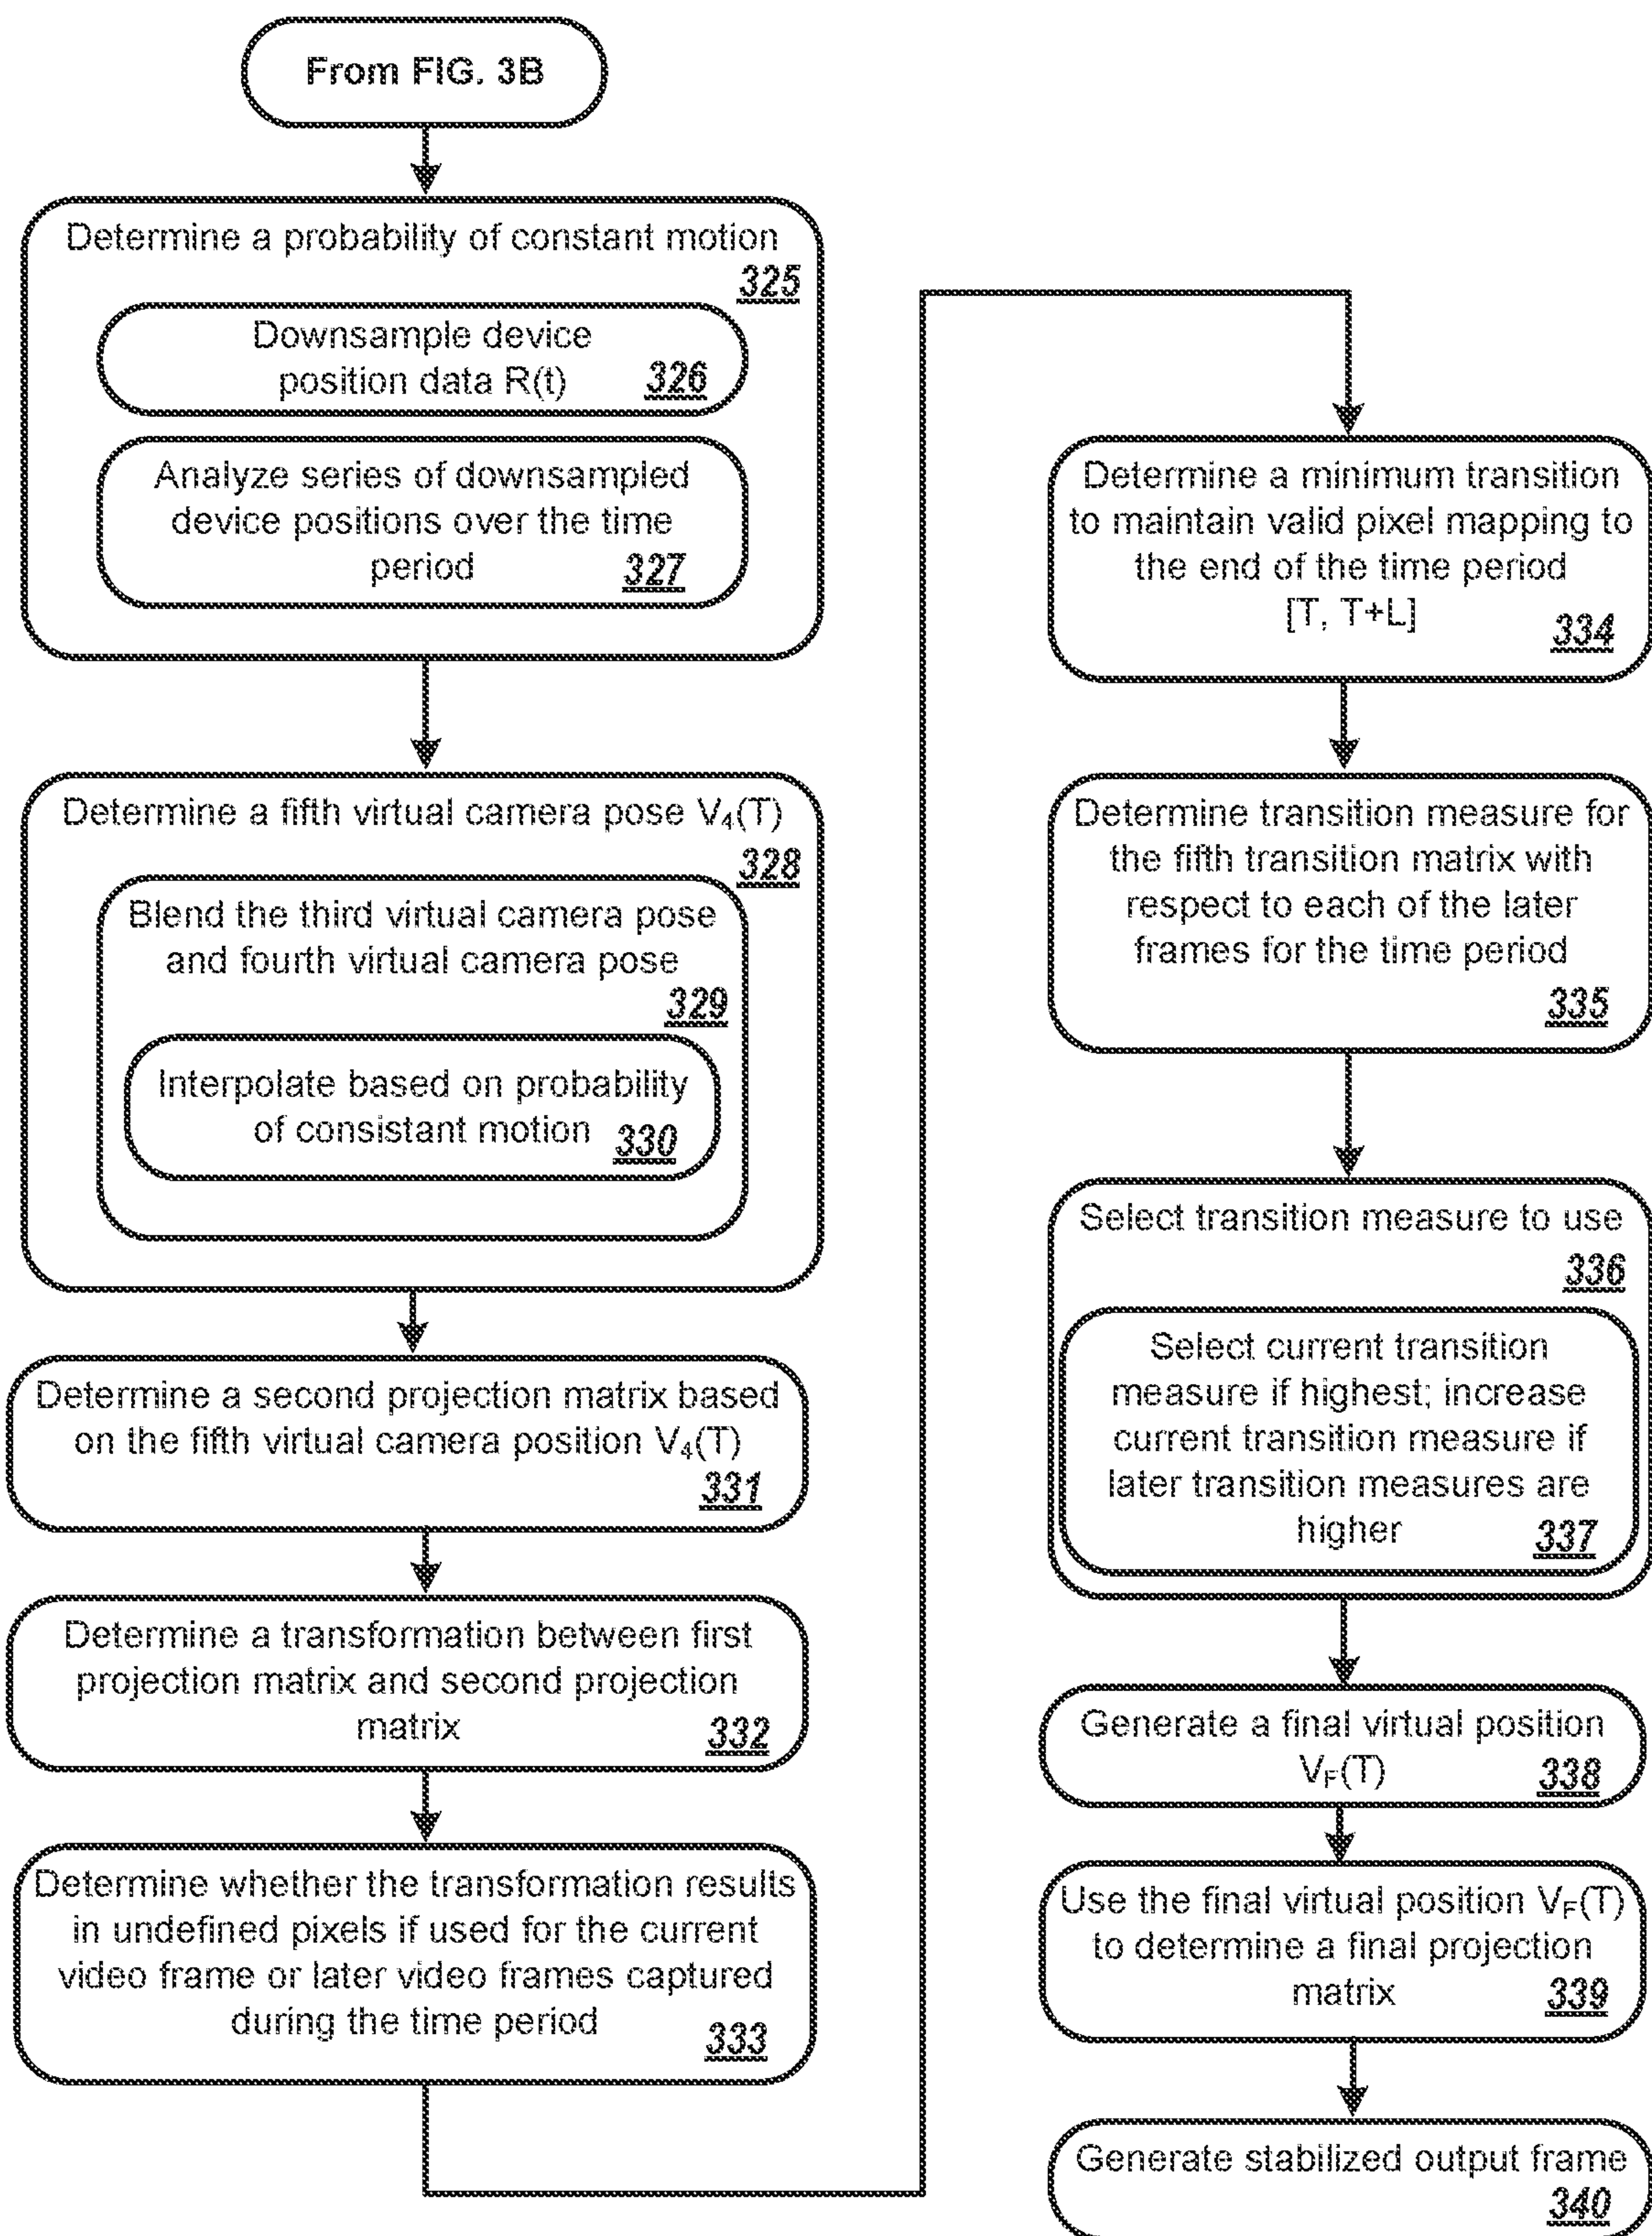 From FIG. 3B
Determine a probability of constant motion
325
Downsample device
position data R(t)
326
Analyze series of downsampled
device positions over the time
period
327
Determine a fifth virtual camera pose V₄(T)
328
Blend the third virtual camera pose
and fourth virtual camera pose
329
Interpolate based on probability
of consistant motion
330
Determine a second projection matrix based
on the fifth virtual camera position V₄(T)
331
Determine a transformation between first
projection matrix and second projection
matrix
332
Determine whether the transformation results
in undefined pixels if used for the current
video frame or later video frames captured
during the time period
333
Determine a minimum transition
to maintain valid pixel mapping to
the end of the time period
[T, T+L]
334
Determine transition measure for
the fifth transition matrix with
respect to each of the later
frames for the time period
335
Select transition measure to use
336
Select current transition
measure if highest; increase
current transition measure if
later transition measures are
higher
337
Generate a final virtual position
V_F(T)
338
Use the final virtual position V_F(T)
to determine a final projection
matrix
339
Generate stabilized output frame
340